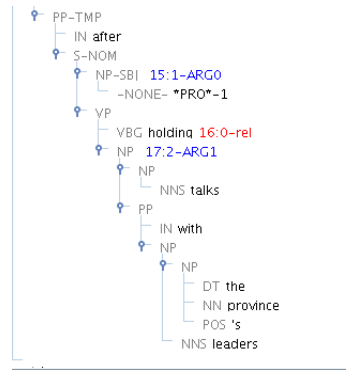 PP-TMP
IN after
S-NOM
NP-SBJ 15:1-ARG0
-NONE- *PRO*-1
VP
VBG holding 16:0-rel
NP 17:2-ARG1
NP
NNS talks
PP
IN with
NP
NP
DT the
NN province
POS 's
NNS leaders